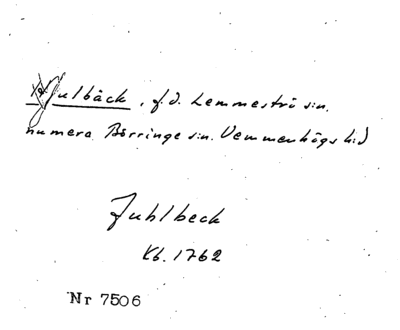 Julbäck, f.d. Lemmeströ sn.
numera Börringe sn. Vemmenhögs hd
Juhlbeck
Kb. 1762
Nr 7506